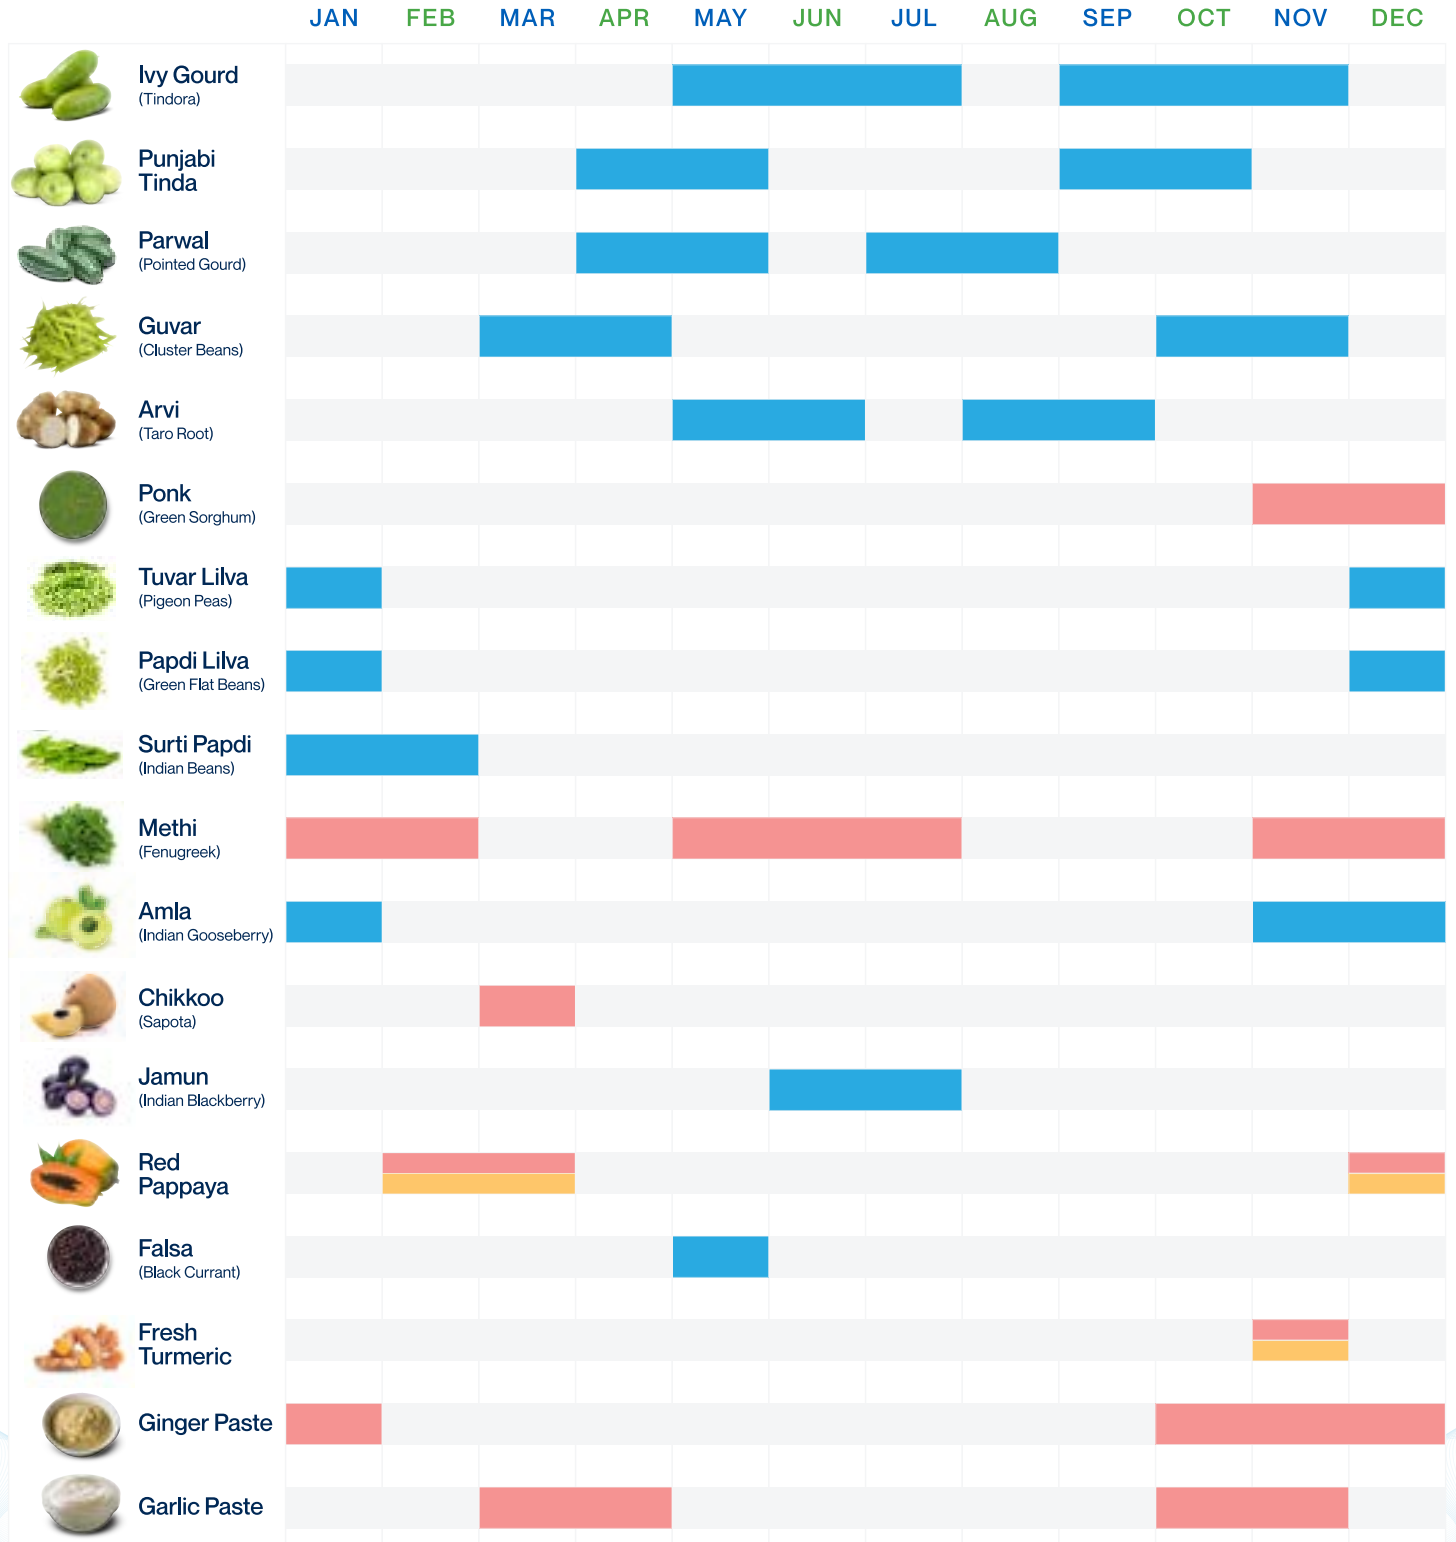 JAN FEB MAR APR MAY JUN JUL AUG SEP OCT NOV DEC
Ivy Gourd
(Tindora)
Punjabi
Tinda
Parwal
(Pointed Gourd)
Guvar
(Cluster Beans)
Arvi
(Taro Root)
Ponk
(Green Sorghum)
Tuvar Lilva
(Pigeon Peas)
Papdi Lilva
(Green Flat Beans)
Surti Papdi
(Indian Beans)
Methi
(Fenugreek)
Amla
(Indian Gooseberry)
Chikkoo
(Sapota)
Jamun
(Indian Blackberry)
Red
Pappaya
Falsa
(Black Currant)
Fresh
Turmeric
Ginger Paste
Garlic Paste